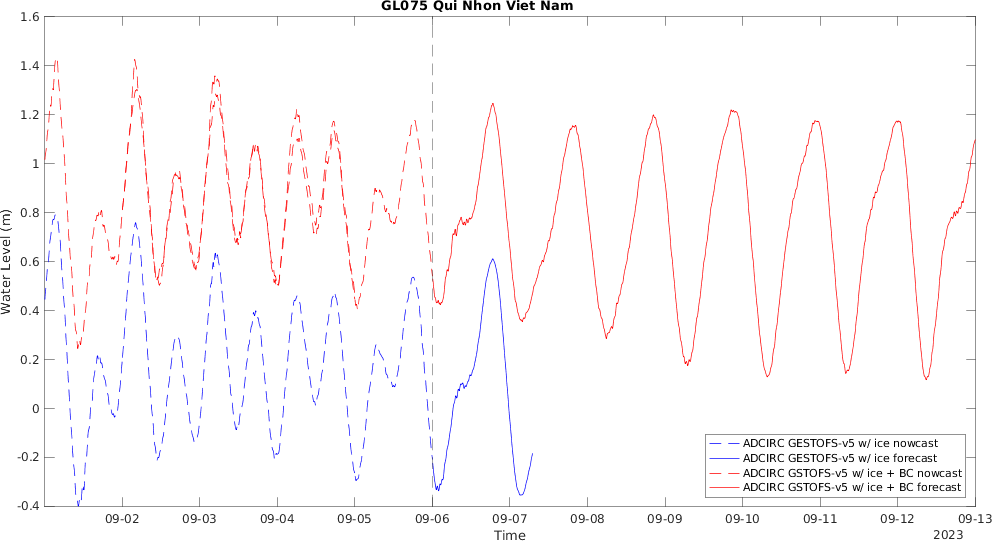 GL075 Qui Nhon Viet Nam
1.6
1.4
1.2
1
0.8
0.6
0.4
0.2
0
-0.2
-0.4
Water Level (m)
09-02 09-03 09-04 09-05 09-06 09-07 09-08 09-09 09-10 09-11 09-12 09-13
Time
2023
ADCIRC GESTOFS-v5 w/ ice nowcast
ADCIRC GESTOFS-v5 w/ ice forecast
ADCIRC GSTOFS-v5 w/ ice + BC nowcast
ADCIRC GSTOFS-v5 w/ ice + BC forecast